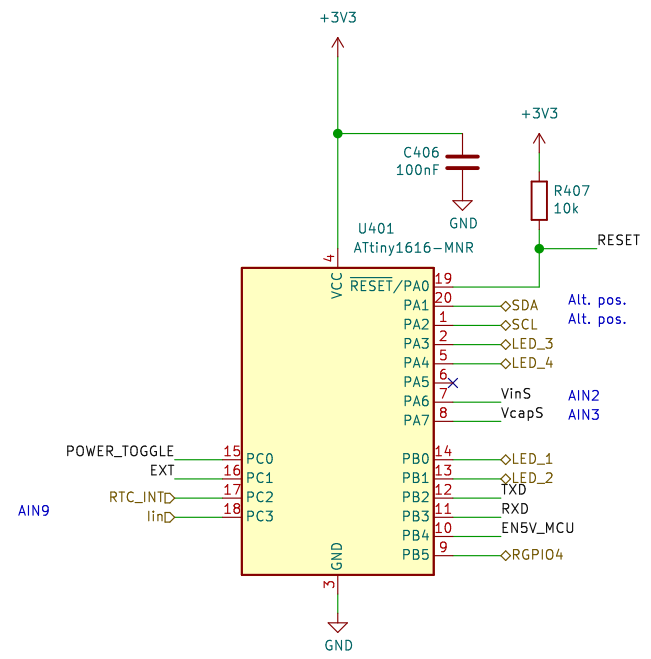 +3V3
+3V3
C406
100nF
R407
10k
GND
U401
ATtiny1616-MNR
RESET
4
VCC
RESET/PA0 19
PA1 20 SDA Alt. pos.
PA2 1 SCL Alt. pos.
PA3 2 LED_3
PA4 5 LED_4
PA5 6
PA6 7 VinS AIN2
PA7 8 VcapS AIN3
POWER_TOGGLE 15 PC0
EXT 16 PC1
RTC_INT 17 PC2
AIN9 Iin 18 PC3
PB0 14 LED_1
PB1 13 LED_2
PB2 12 TXD
PB3 11 RXD
PB4 10 EN5V_MCU
PB5 9 RGPIO4
GND
3
GND